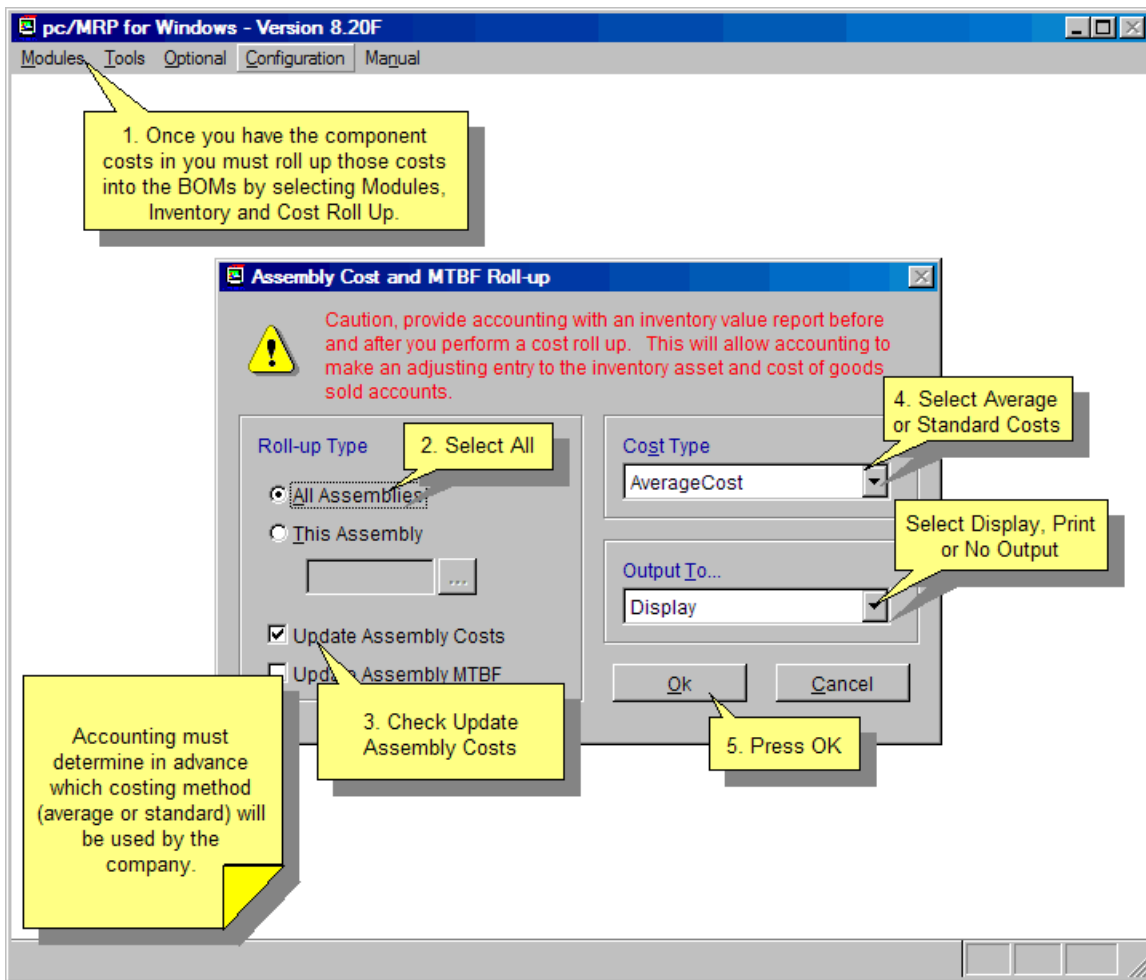 pc/MRP for Windows - Version 8.20F
Modules Tools Optional Configuration Manual
1. Once you have the component
costs in you must roll up those costs
into the BOMs by selecting Modules,
Inventory and Cost Roll Up.
Assembly Cost and MTBF Roll-up
Caution, provide accounting with an inventory value report before
and after you perform a cost roll up. This will allow accounting to
make an adjusting entry to the inventory asset and cost of goods
sold accounts.
4. Select Average
or Standard Costs
Roll-up Type
2. Select All
All Assemblies
This Assembly
...
Update Assembly Costs
Update Assembly MTBF
3. Check Update
Assembly Costs
Cost Type
AverageCost
Select Display, Print
or No Output
Output To...
Display
Ok Cancel
5. Press OK
Accounting must
determine in advance
which costing method
(average or standard) will
be used by the
company.